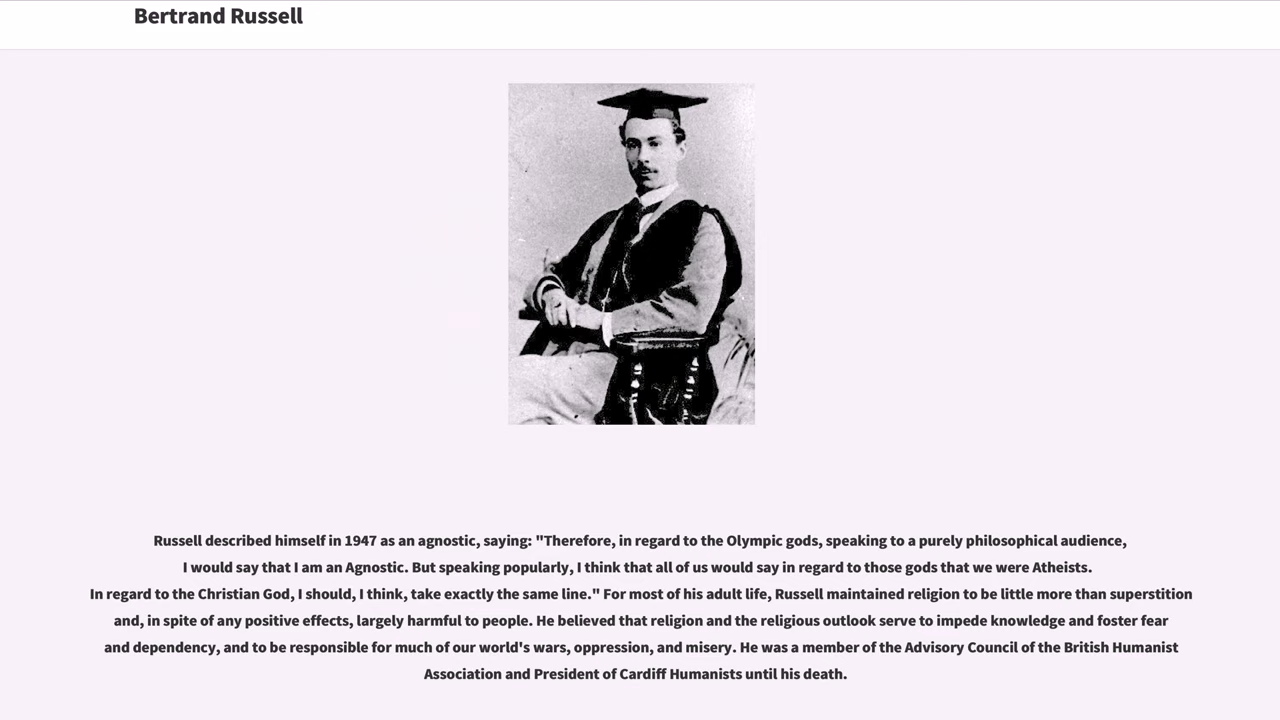 Bertrand Russell
Russell described himself in 1947 as an agnostic, saying: "Therefore, in regard to the Olympic gods, speaking to a purely philosophical audience,
I would say that I am an Agnostic. But speaking popularly, I think that all of us would say in regard to those gods that we were Atheists.
In regard to the Christian God, I should, I think, take exactly the same line." For most of his adult life, Russell maintained religion to be little more than superstition
and, in spite of any positive effects, largely harmful to people. He believed that religion and the religious outlook serve to impede knowledge and foster fear
and dependency, and to be responsible for much of our world's wars, oppression, and misery. He was a member of the Advisory Council of the British Humanist
Association and President of Cardiff Humanists until his death.